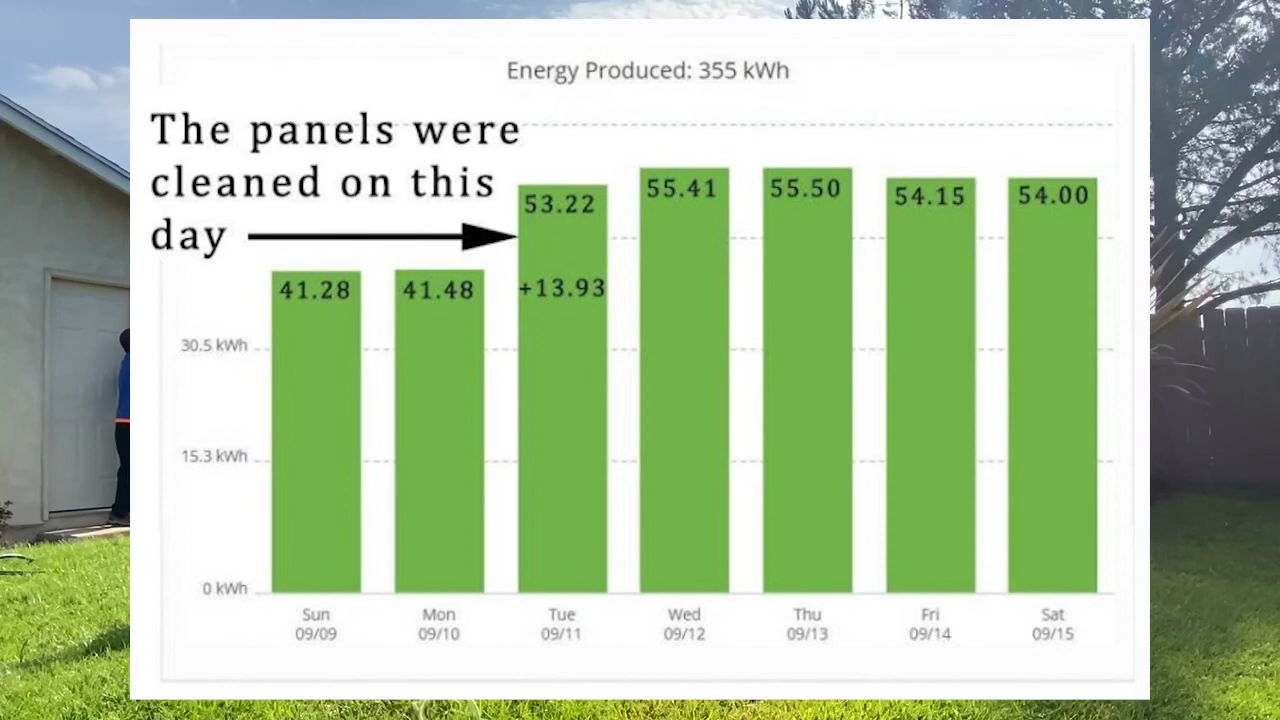 Energy Produced: 355 kWh
The panels were
cleaned on this
day
53.22
55.41
55.50
54.15
54.00
41.28
41.48
+13.93
30.5 kWh
15.3 kWh
0 kWh
Sun
09/09
Mon
09/10
Tue
09/11
Wed
09/12
Thu
09/13
Fri
09/14
Sat
09/15